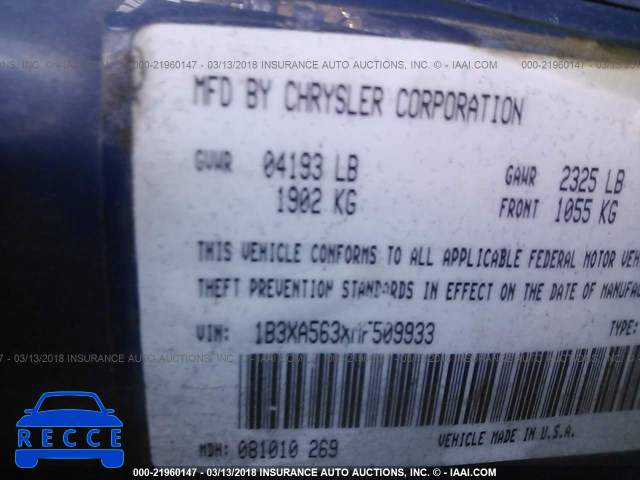 000-21960147 - 03/13/2018 INSURANCE AUTO AUCTIONS, INC. - © - IAAI.COM
MFD BY CHRYSLER CORPORATION
GVWR 04193 LB
1902 KG
GAWR FRONT
2325 LB
1055 KG
THIS VEHICLE CONFORMS TO ALL APPLICABLE FEDERAL MOTOR VEH
THEFT PREVENTION STANDARDS IN EFFECT ON THE DATE OF MANUFAC
VIN: 1B3XA563XMF509933 TYPE:
RECCE
MDH: 081010 269
VEHICLE MADE IN U.S.A.
000-21960147 - 03/13/2018 INSURANCE AUTO AUCTIONS, INC. - © - IAAI.COM